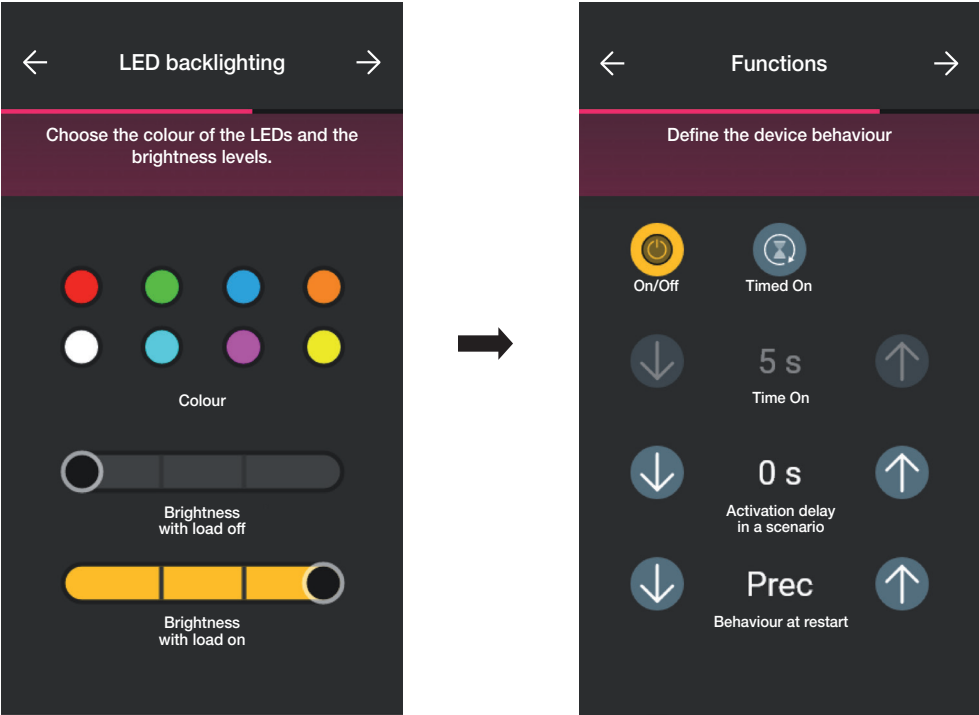 LED backlighting
Choose the colour of the LEDs and the
brightness levels.
Colour
Brightness
with load off
Brightness
with load on
Functions
Define the device behaviour
On/Off
Timed On
5 s
Time On
0 s
Activation delay
in a scenario
Prec
Behaviour at restart